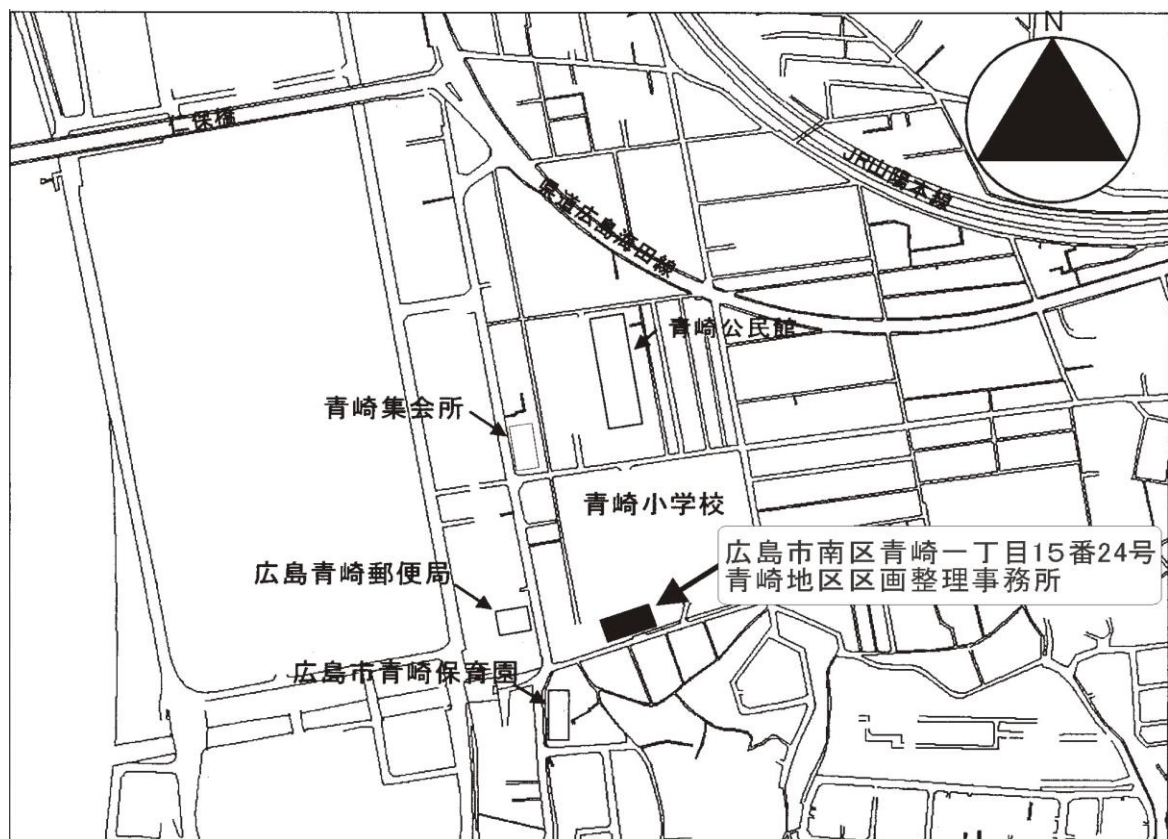 N
仁保橋
JR山陽本線
県道広島海田線
青崎公民館
青崎集会所
青崎小学校
広島市南区青崎一丁目15番24号
青崎地区区画整理事務所
広島青崎郵便局
広島市青崎保育園